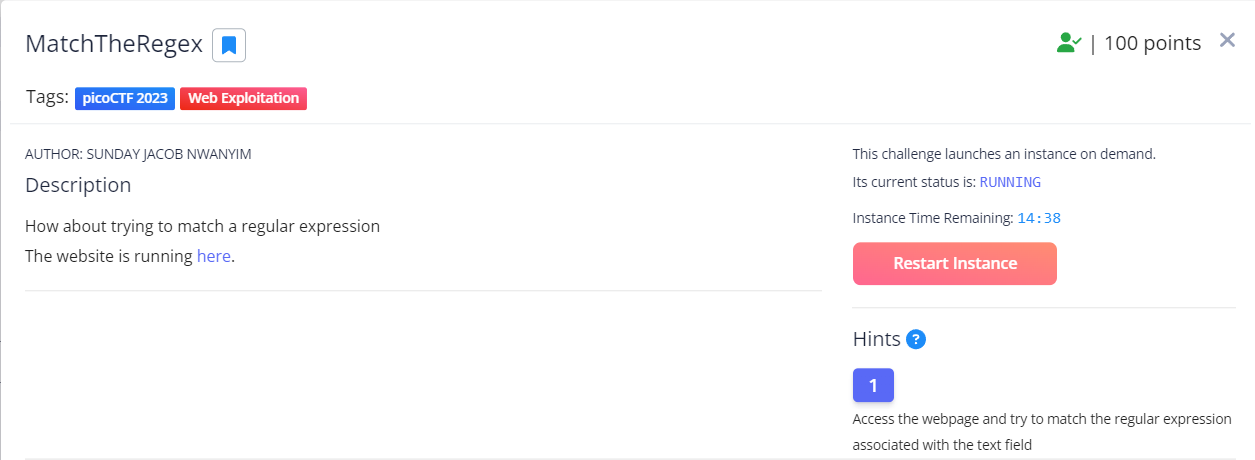 MatchTheRegex
| 100 points
Tags: picoCTF 2023 Web Exploitation
AUTHOR: SUNDAY JACOB NWANYIM
Description
How about trying to match a regular expression
The website is running here.
This challenge launches an instance on demand.
Its current status is: RUNNING
Instance Time Remaining: 14:38
Restart Instance
Hints ?
1
Access the webpage and try to match the regular expression
associated with the text field